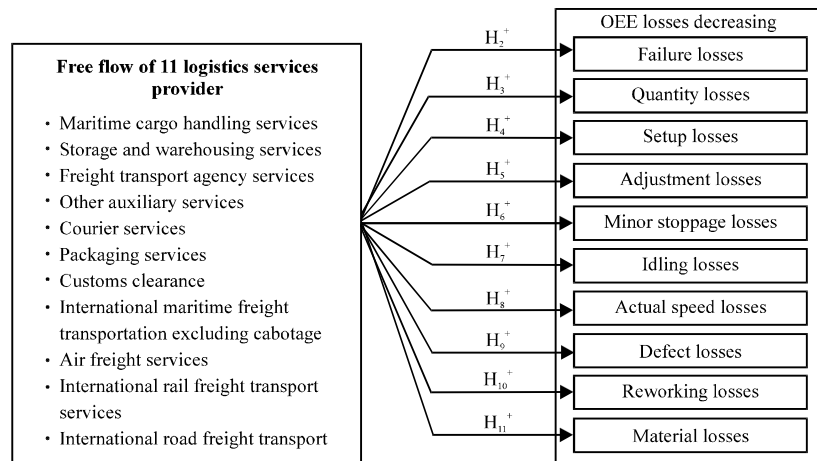 Free flow of 11 logistics services
provider
· Maritime cargo handling services
· Storage and warehousing services
· Freight transport agency services
· Other auxiliary services
· Courier services
· Packaging services
· Customs clearance
· International maritime freight
transportation excluding cabotage
· Air freight services
· International rail freight transport
services
· International road freight transport
H2+
H3+
H4+
H5+
H6+
H7+
H8+
H9+
H10+
H11+
OEE losses decreasing
Failure losses
Quantity losses
Setup losses
Adjustment losses
Minor stoppage losses
Idling losses
Actual speed losses
Defect losses
Reworking losses
Material losses